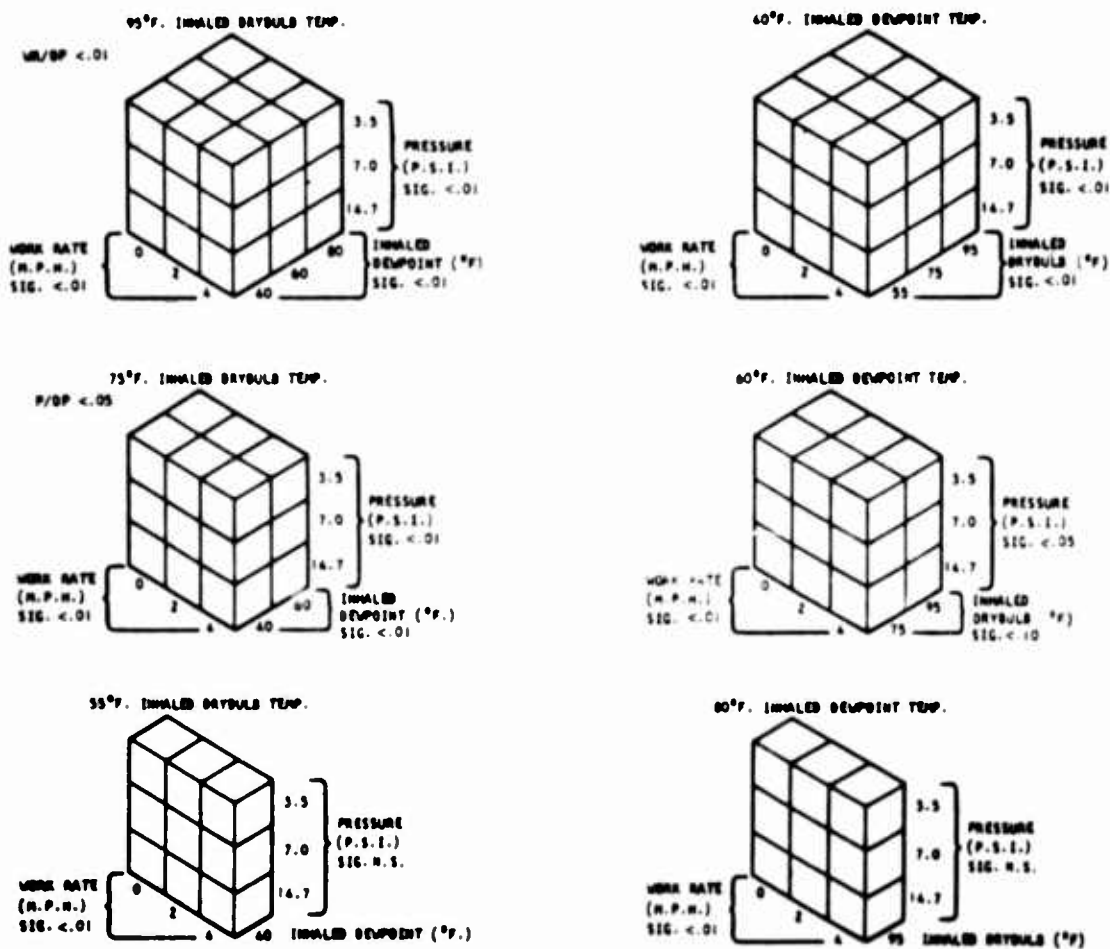 95°F. INHALED DRYBULB TEMP.
WR/DP <.01
3.5
7.0
14.7
PRESSURE
(P.S.I.)
SIG. <.01
WORK RATE
(M.P.H.)
SIG. <.01
0
2
4
40
60
80
INHALED
DEWPOINT (°F)
SIG. <.01
60°F. INHALED DEWPOINT TEMP.
3.5
7.0
14.7
PRESSURE
(P.S.I.)
SIG. <.01
WORK RATE
(M.P.H.)
SIG. <.01
0
2
4
55
75
95
INHALED
DRYBULB (°F)
SIG. <.01
75°F. INHALED DRYBULB TEMP.
P/DP <.05
3.5
7.0
14.7
PRESSURE
(P.S.I.)
SIG. <.01
WORK RATE
(M.P.H.)
SIG. <.01
0
2
4
40
60
INHALED
DEWPOINT (°F.)
SIG. <.01
60°F. INHALED DEWPOINT TEMP.
3.5
7.0
14.7
PRESSURE
(P.S.I.)
SIG. <.05
WORK RATE
(M.P.H.)
SIG. <.01
0
2
4
75
95
INHALED
DRYBULB °F)
SIG. <.10
55°F. INHALED DRYBULB TEMP.
3.5
7.0
14.7
PRESSURE
(P.S.I.)
SIG. N.S.
WORK RATE
(M.P.H.)
SIG. <.01
0
2
4
40
INHALED DEWPOINT (°F.)
80°F. INHALED DEWPOINT TEMP.
3.5
7.0
14.7
PRESSURE
(P.S.I.)
SIG. N.S.
WORK RATE
(M.P.H.)
SIG. <.01
0
2
4
95
INHALED DRYBULB (°F)